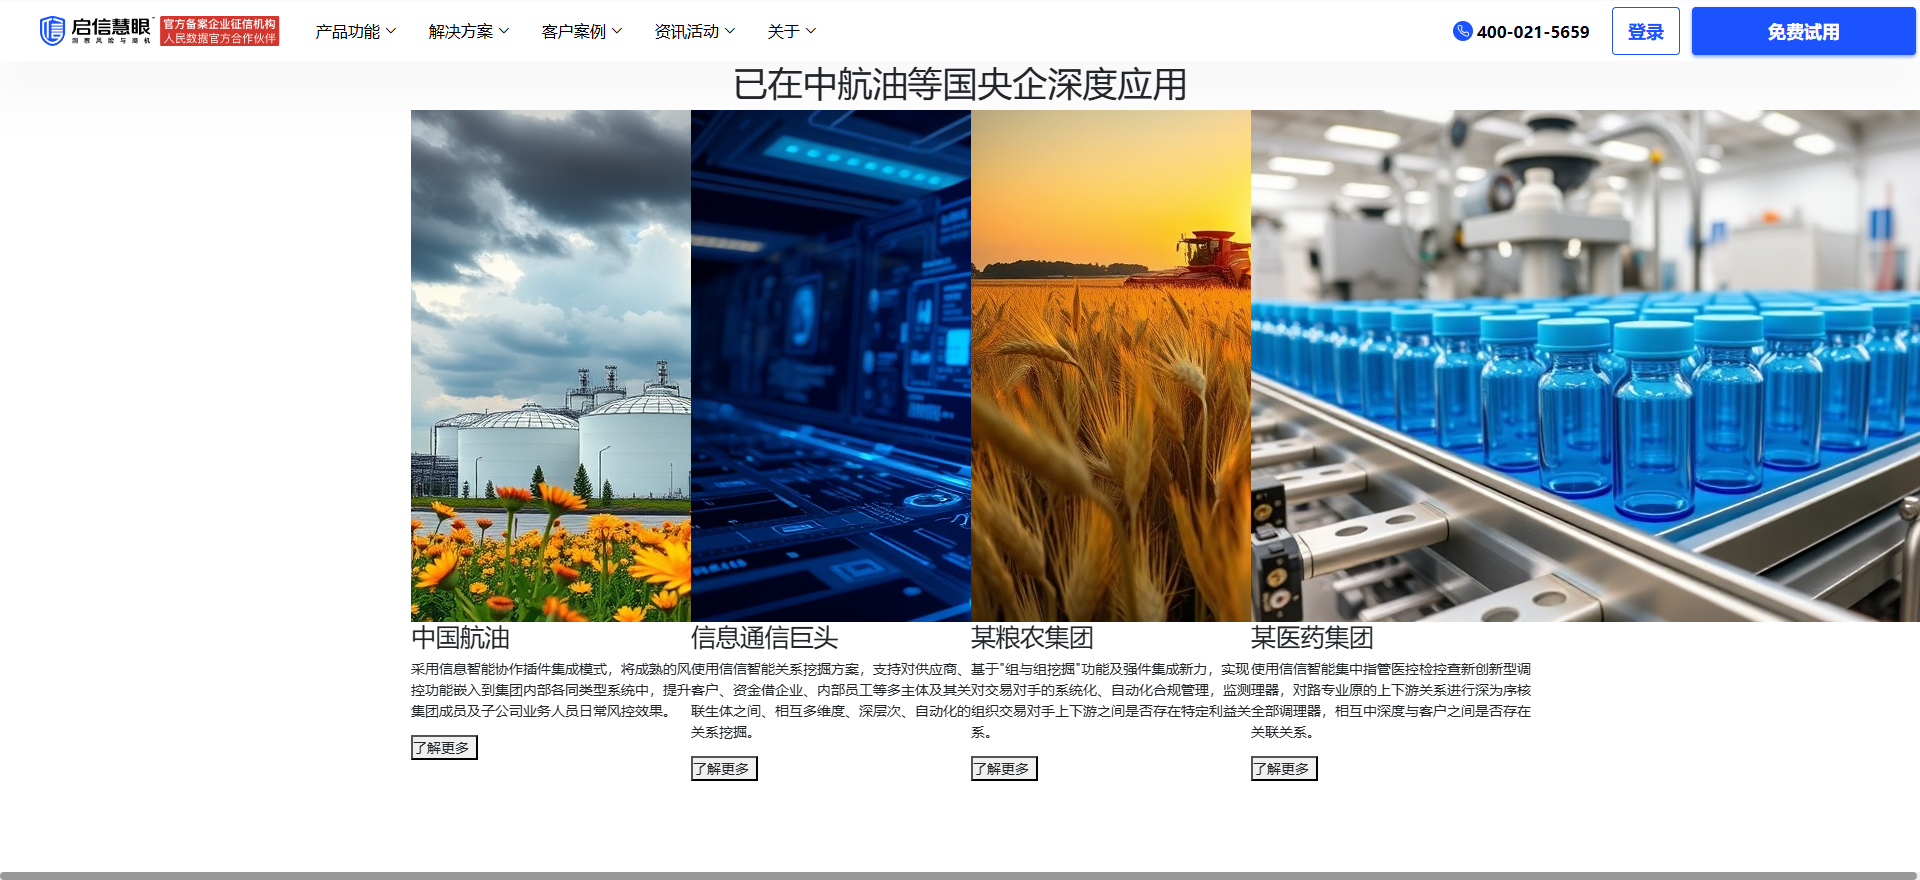 启信慧眼
洞察风险与商机
官方备案企业征信机构
人民数据官方合作伙伴
产品功能
解决方案
客户案例
资讯活动
关于
400-021-5659
登录
免费试用
已在中航油等国央企深度应用
中国航油
采用信息智能协作插件集成模式，将成熟的风
控功能嵌入到集团内部各同类型系统中，提升
集团成员及子公司业务人员日常风控效果。
了解更多
信息通信巨头
使用信信智能关系挖掘方案，支持对供应商、
客户、资金借企业、内部员工等多主体及其关
联生体之间、相互多维度、深层次、自动化的
关系挖掘。
了解更多
某粮农集团
基于"组与组挖掘"功能及强件集成新力，实现
对交易对手的系统化、自动化合规管理，监测
组织交易对手上下游之间是否存在特定利益关
系。
了解更多
某医药集团
使用信信智能集中指管医控检控查新创新型调
理器，对路专业原的上下游关系进行深为序核
全部调理器，相互中深度与客户之间是否存在
关联关系。
了解更多